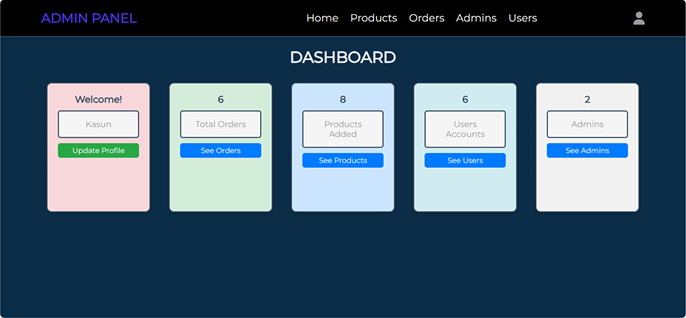 ADMIN PANEL
Home Products Orders Admins Users
DASHBOARD
Welcome!
Kasun
Update Profile
6
Total Orders
See Orders
8
Products
Added
See Products
6
Users
Accounts
See Users
2
Admins
See Admins